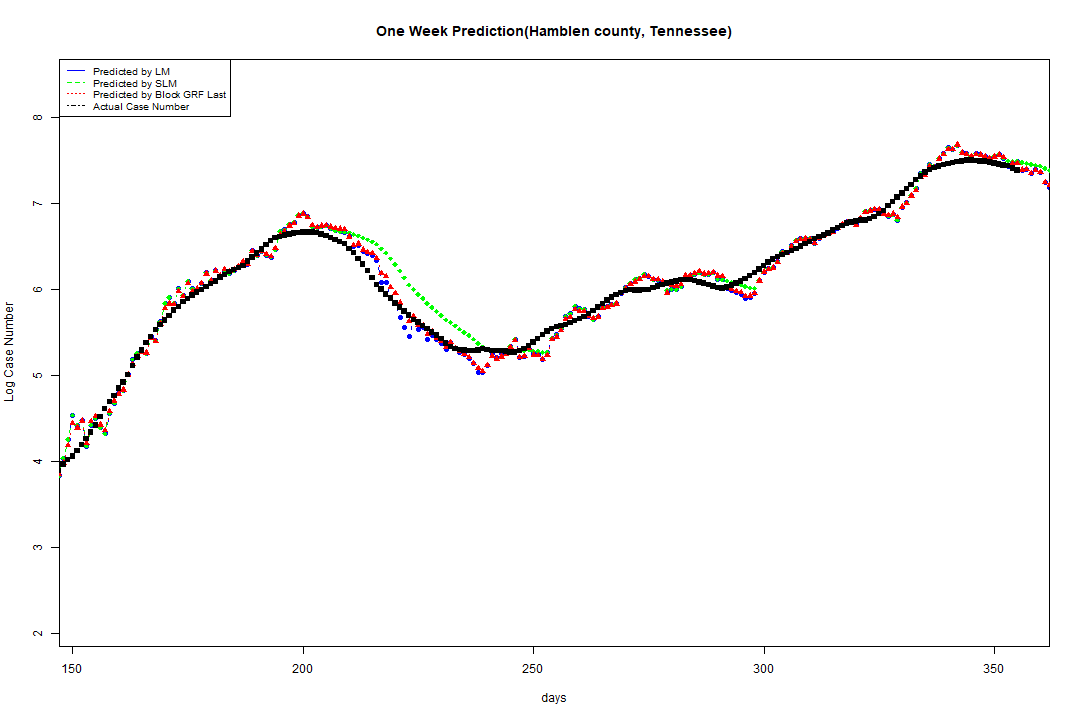 One Week Prediction(Hamblen county, Tennessee)
Predicted by LM
Predicted by SLM
Predicted by Block GRF Last
Actual Case Number
8
7
6
5
4
3
2
Log Case Number
150 200 250 300 350
days